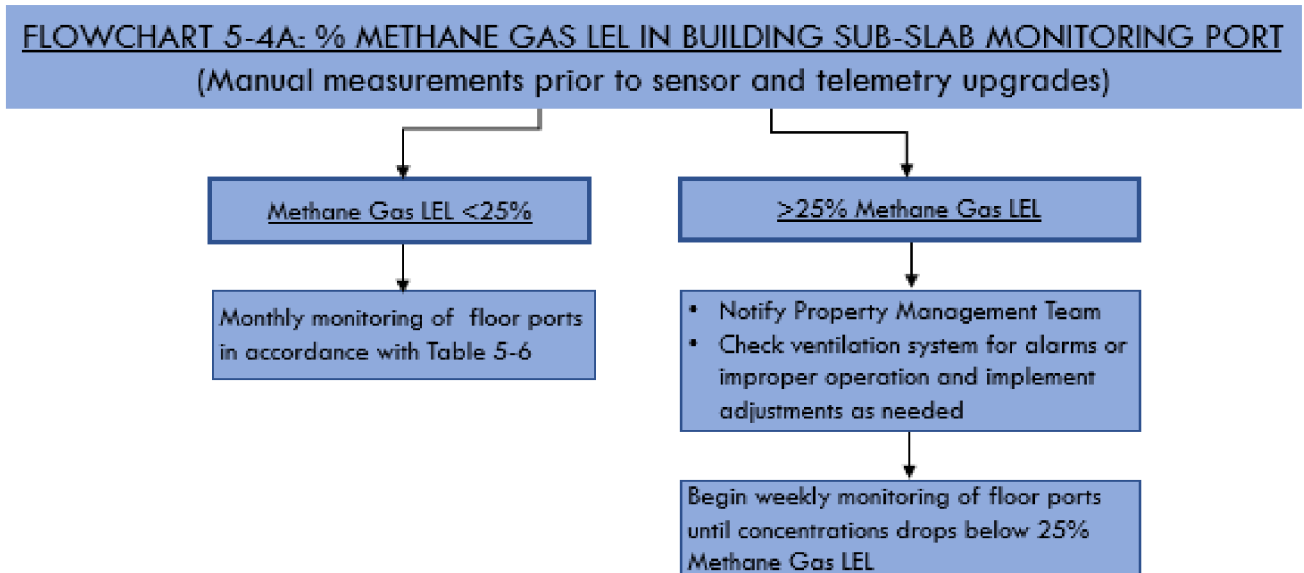 FLOWCHART 5-4A: % METHANE GAS LEL IN BUILDING SUB-SLAB MONITORING PORT
(Manual measurements prior to sensor and telemetry upgrades)
Methane Gas LEL <25%
Monthly monitoring of floor ports
in accordance with Table 5-6
>25% Methane Gas LEL
• Notify Property Management Team
• Check ventilation system for alarms or
improper operation and implement
adjustments as needed
Begin weekly monitoring of floor ports
until concentrations drops below 25%
Methane Gas LEL